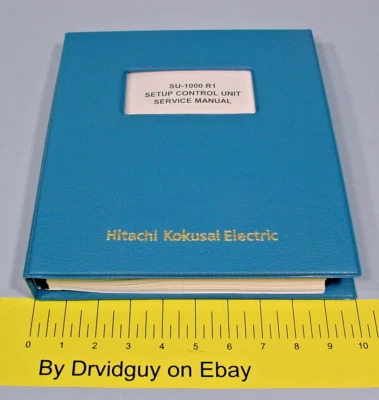 SU-1000 R1
SETUP CONTROL UNIT
SERVICE MANUAL
Hitachi Kokusai Electric
0 1 2 3 4 5 6 7 8 9 10
By Drvidguy on Ebay